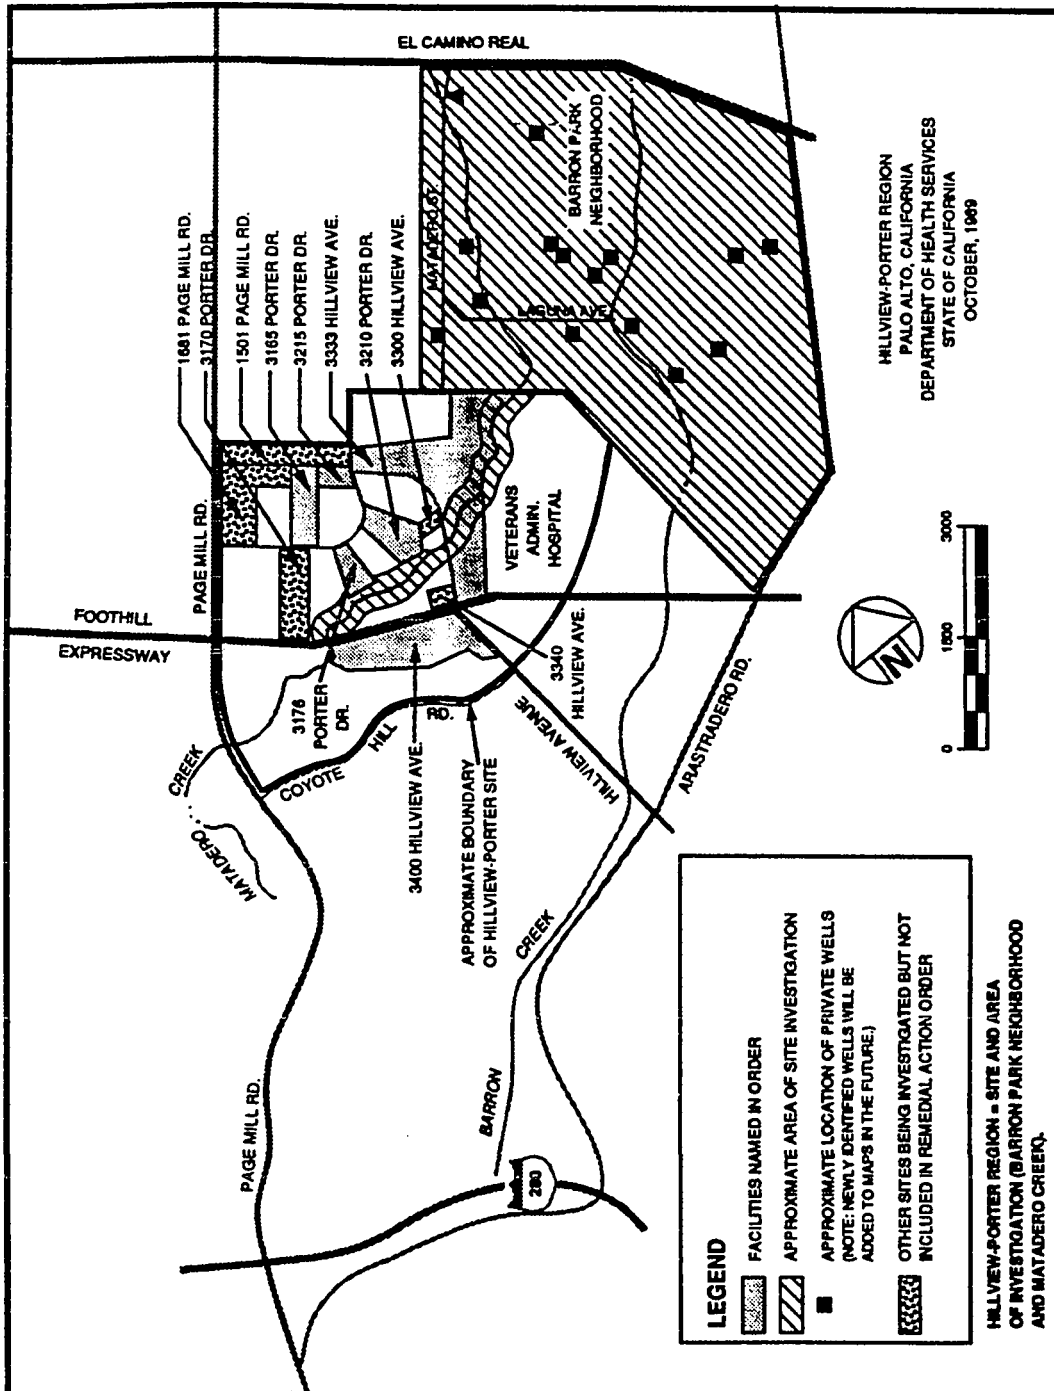 EL CAMINO REAL
1681 PAGE MILL RD.
3170 PORTER DR.
1501 PAGE MILL RD.
3165 PORTER DR.
3215 PORTER DR.
3333 HILLVIEW AVE.
3210 PORTER DR.
3300 HILLVIEW AVE.
MATADERO ST.
BARRON PARK
NEIGHBORHOOD
LAGUNA AVE.
PAGE MILL RD.
FOOTHILL
EXPRESSWAY
VETERANS
ADMIN.
HOSPITAL
3176
PORTER
DR.
3400 HILLVIEW AVE.
3340
HILLVIEW AVE.
COYOTE HILL RD.
HILLVIEW AVENUE
APPROXIMATE BOUNDARY
OF HILLVIEW-PORTER SITE
MATADERO CREEK
ARASTRADERO RD.
PAGE MILL RD.
BARRON CREEK
280
HILLVIEW-PORTER REGION
PALO ALTO, CALIFORNIA
DEPARTMENT OF HEALTH SERVICES
STATE OF CALIFORNIA
OCTOBER, 1989
N
0 1500 3000
LEGEND
FACILITIES NAMED IN ORDER
APPROXIMATE AREA OF SITE INVESTIGATION
APPROXIMATE LOCATION OF PRIVATE WELLS
(NOTE: NEWLY IDENTIFIED WELLS WILL BE
ADDED TO MAPS IN THE FUTURE.)
OTHER SITES BEING INVESTIGATED BUT NOT
INCLUDED IN REMEDIAL ACTION ORDER
HILLVIEW-PORTER REGION = SITE AND AREA
OF INVESTIGATION (BARRON PARK NEIGHBORHOOD
AND MATADERO CREEK).